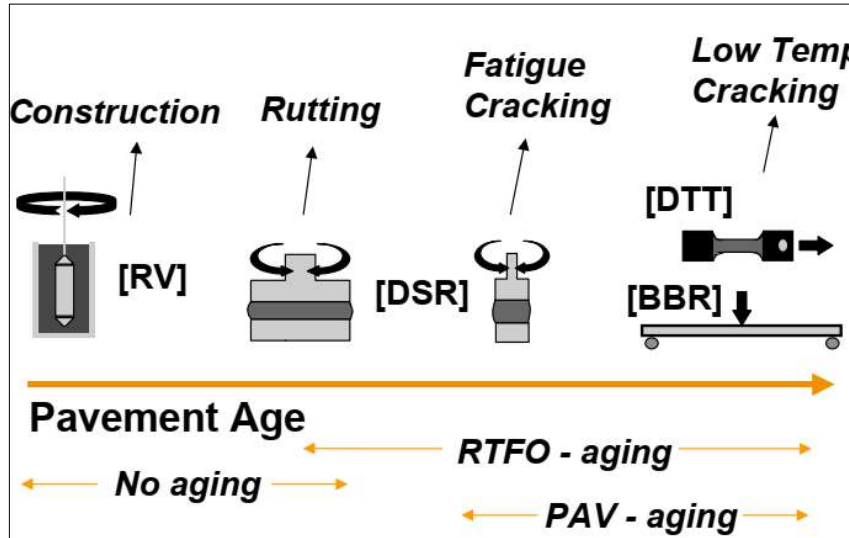 Construction
Rutting
Fatigue
Cracking
Low Temp
Cracking
[RV]
[DSR]
[DTT]
[BBR]
Pavement Age
RTFO - aging
No aging
PAV - aging